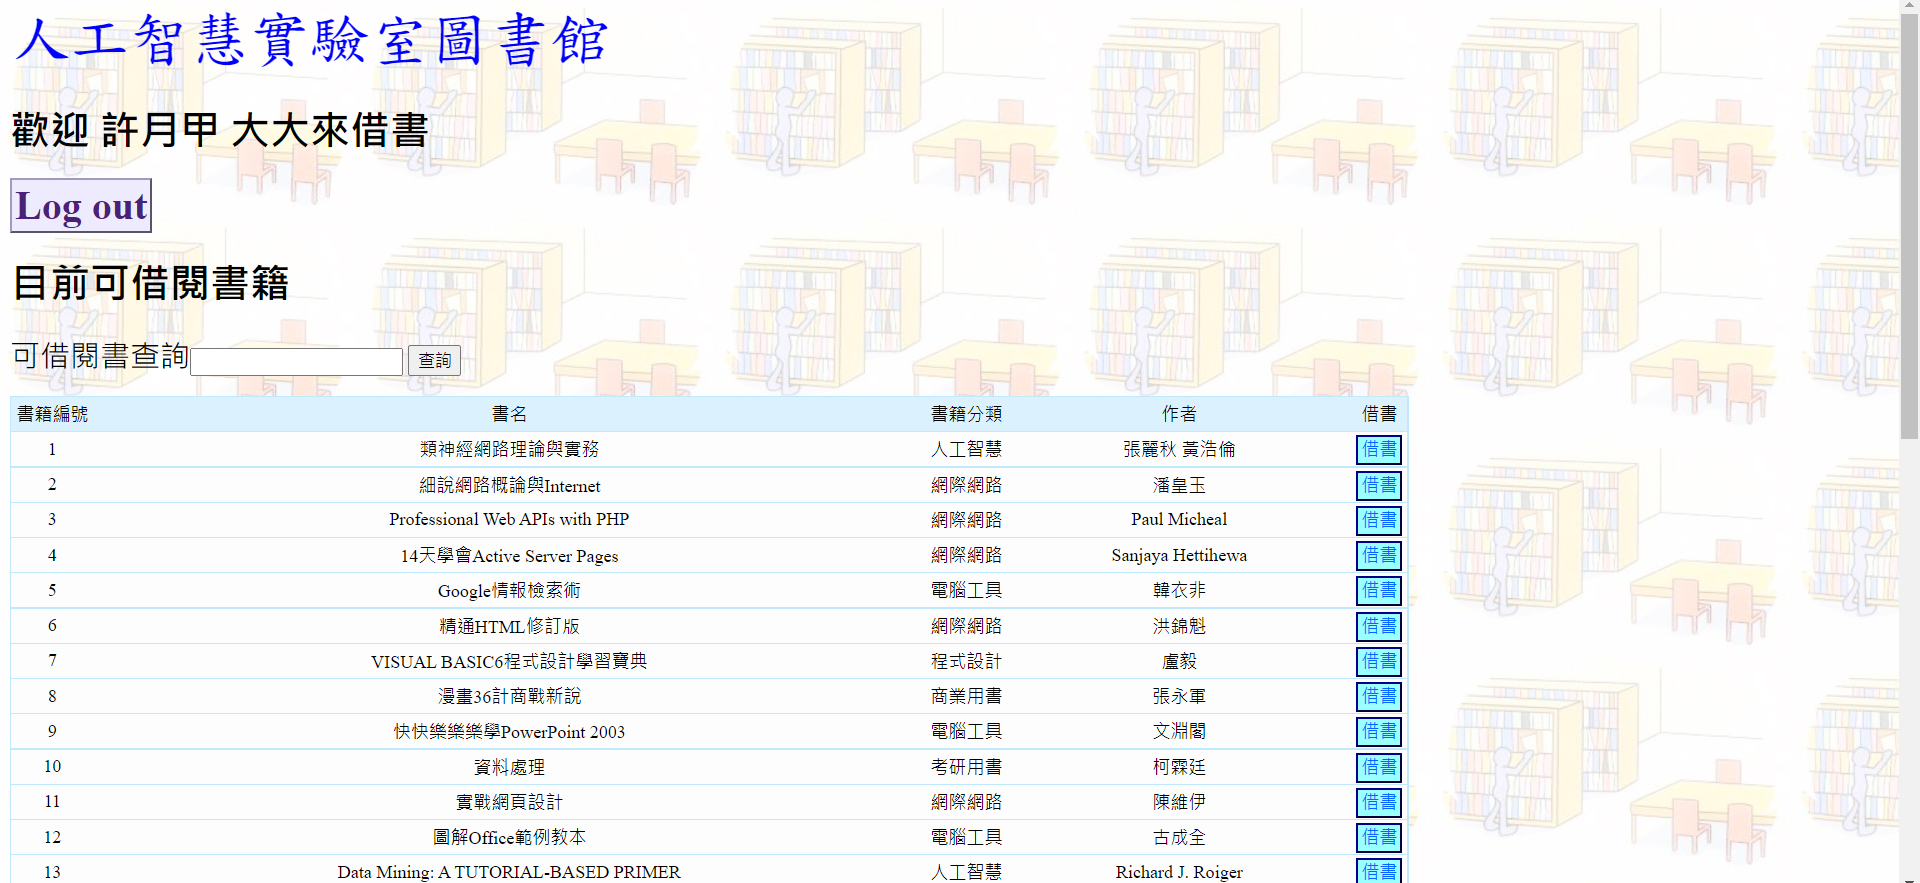 人工智慧實驗室圖書館
歡迎 許月甲 大大來借書
Log out
目前可借閱書籍
可借閱書查詢 查詢
書籍編號 書名 書籍分類 作者 借書
1 類神經網路理論與實務 人工智慧 張麗秋 黃浩倫 借書
2 細說網路概論與Internet 網際網路 潘皇玉 借書
3 Professional Web APIs with PHP 網際網路 Paul Micheal 借書
4 14天學會Active Server Pages 網際網路 Sanjaya Hettihewa 借書
5 Google情報檢索術 電腦工具 韓衣非 借書
6 精通HTML修訂版 網際網路 洪錦魁 借書
7 VISUAL BASIC6程式設計學習寶典 程式設計 盧毅 借書
8 漫畫36計商戰新說 商業用書 張永軍 借書
9 快快樂樂樂學PowerPoint 2003 電腦工具 文淵閣 借書
10 資料處理 考研用書 柯霖廷 借書
11 實戰網頁設計 網際網路 陳維伊 借書
12 圖解Office範例教本 電腦工具 古成全 借書
13 Data Mining: A TUTORIAL-BASED PRIMER 人工智慧 Richard J. Roiger 借書